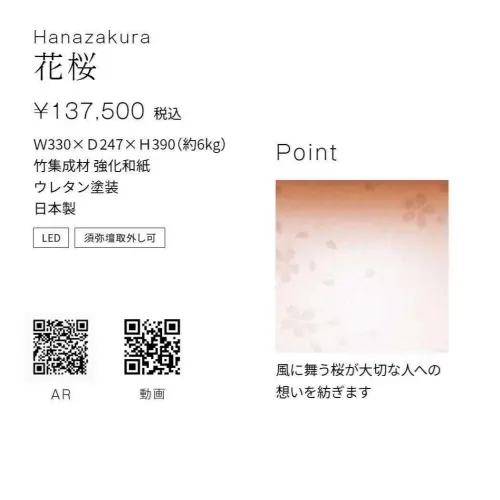 Hanazakura
花桜
¥137,500 税込
W330×D247×H390(約6kg)
竹集成材 強化和紙
ウレタン塗装
日本製
LED 須弥壇取外し可
AR 動画
Point
風に舞う桜が大切な人への
想いを紡ぎます